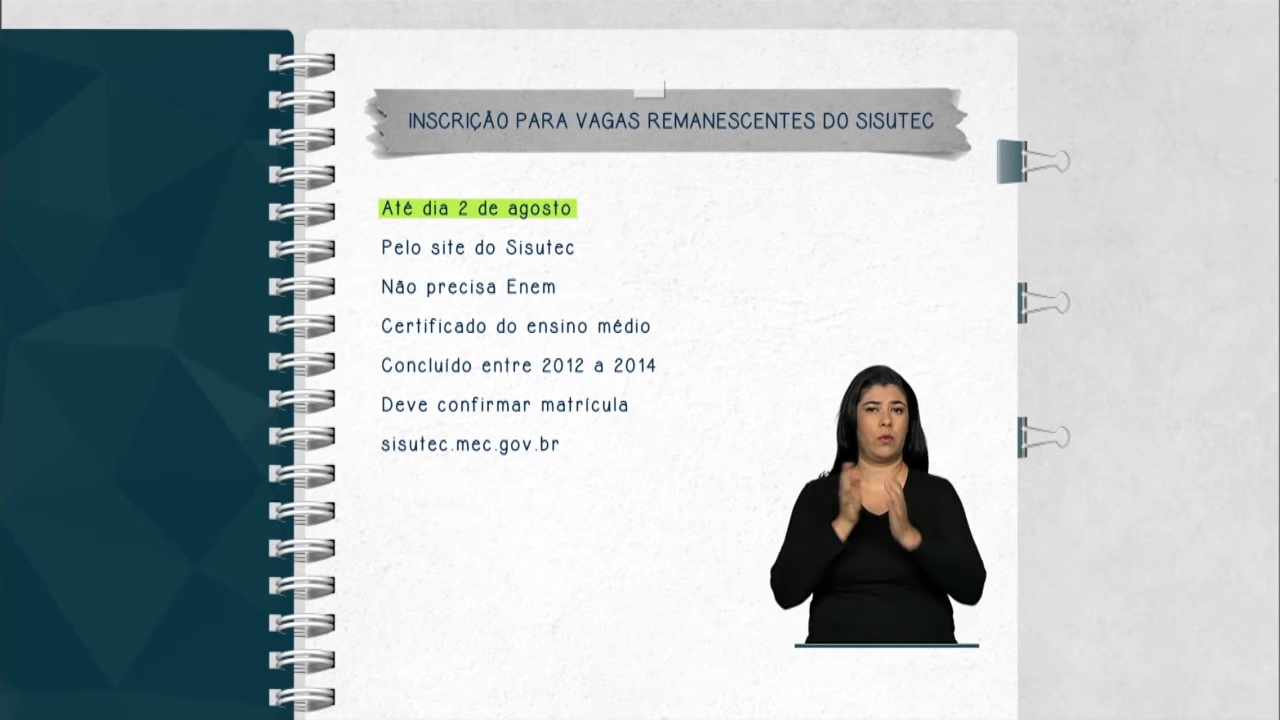 INSCRIÇÃO PARA VAGAS REMANESCENTES DO SISUTEC
Até dia 2 de agosto
Pelo site do Sisutec
Não precisa Enem
Certificado do ensino médio
Concluído entre 2012 a 2014
Deve confirmar matrícula
sisutec.mec.gov.br